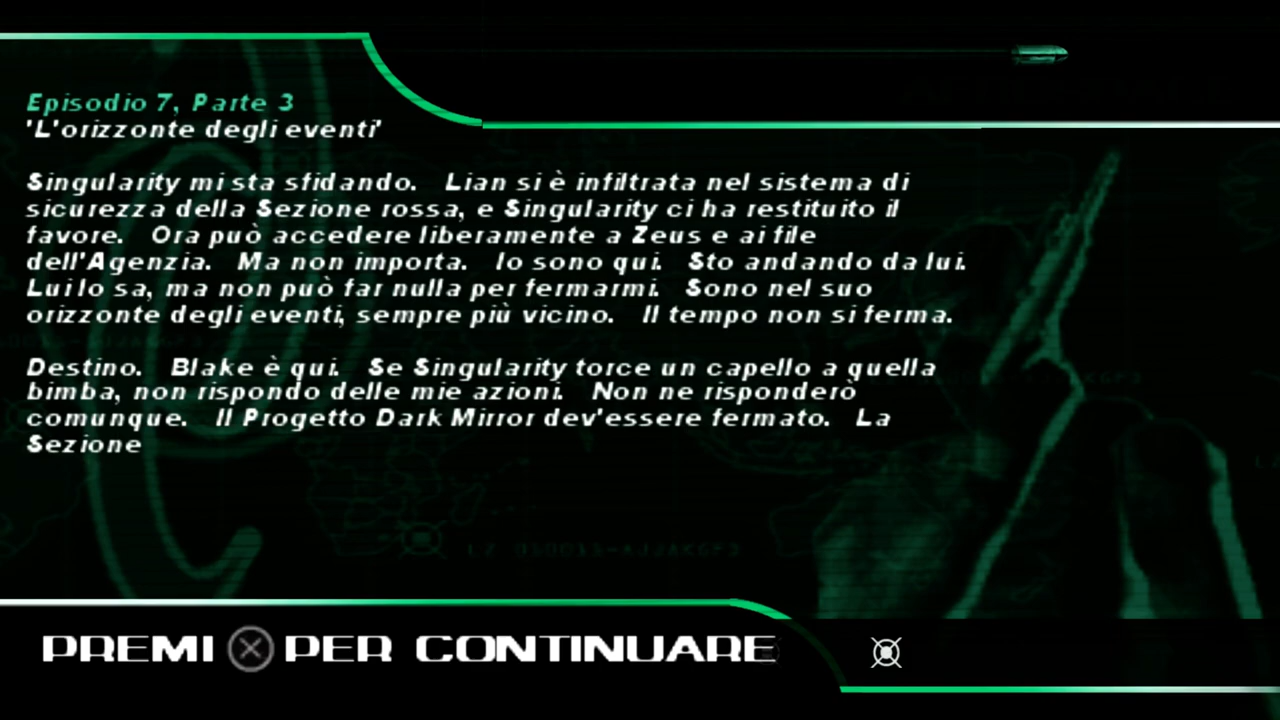 Episodio 7, Parte 3
'L'orizzonte degli eventi'
Singularity mi sta sfidando. Lian si è infiltrata nel sistema di
sicurezza della Sezione rossa, e Singularity ci ha restituito il
favore. Ora può accedere liberamente a Zeus e ai file
dell'Agenzia. Ma non importa. Io sono qui. Sto andando da lui.
Lui lo sa, ma non può far nulla per fermarmi. Sono nel suo
orizzonte degli eventi, sempre più vicino. Il tempo non si ferma.
Destino. Blake è qui. Se Singularity torce un capello a quella
bimba, non rispondo delle mie azioni. Non ne risponderò
comunque. Il Progetto Dark Mirror dev'essere fermato. La
Sezione
PREMI PER CONTINUARE